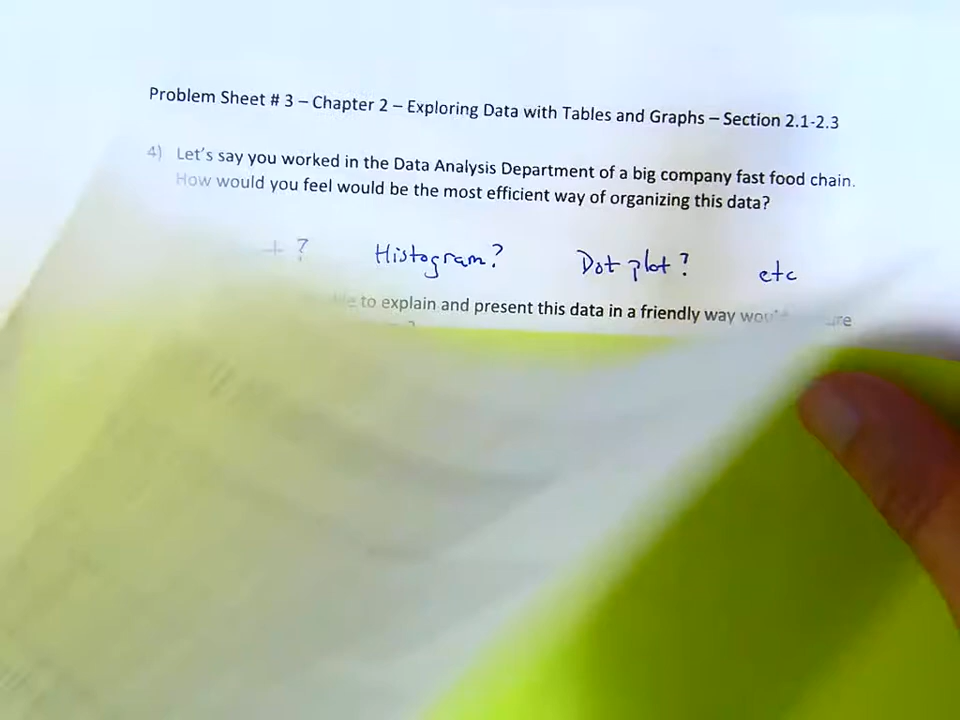 Problem Sheet # 3 – Chapter 2 – Exploring Data with Tables and Graphs – Section 2.1-2.3
4) Let's say you worked in the Data Analysis Department of a big company fast food chain.
How would you feel would be the most efficient way of organizing this data?
? Histogram? Dot plot? etc
to explain and present this data in a friendly way